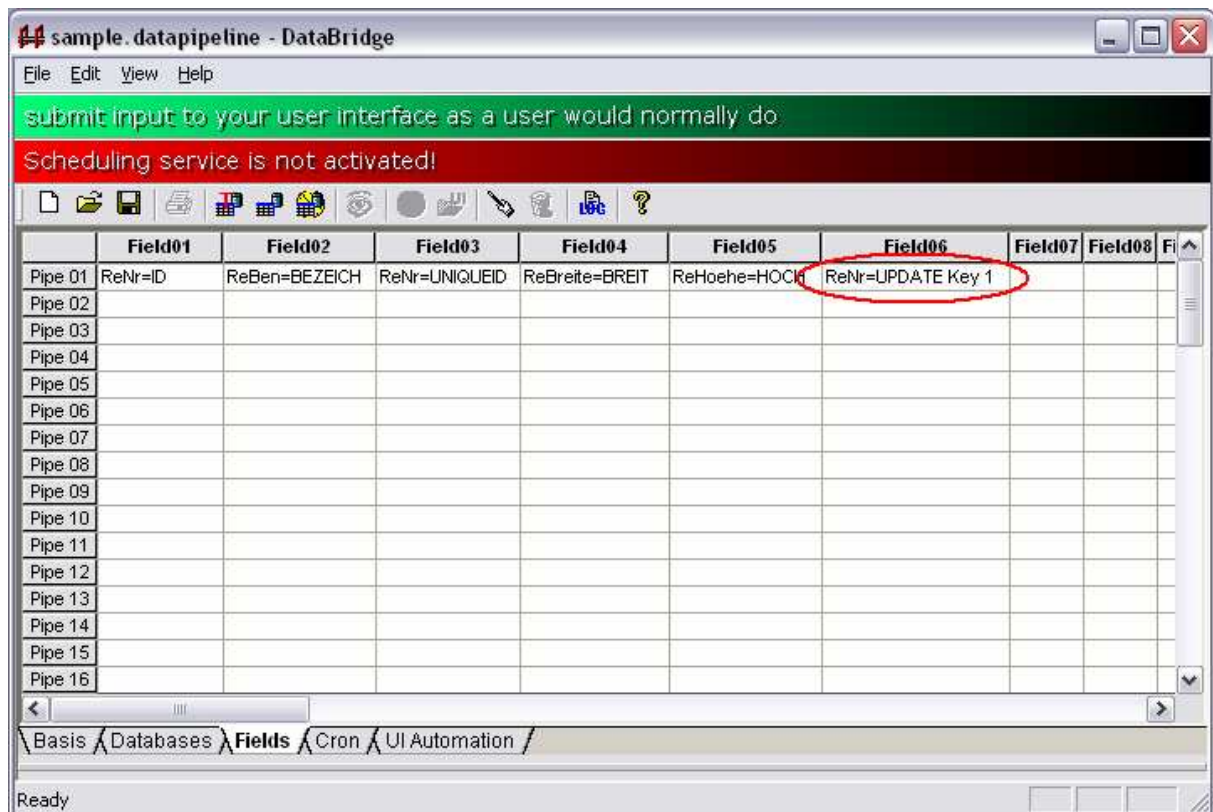 sample.datapipeline - DataBridge
File Edit View Help
submit input to your user interface as a user would normally do
Scheduling service is not activated!
LOG ?
Field01 Field02 Field03 Field04 Field05 Field06 Field07 Field08 Fi
Pipe 01 ReNr=ID ReBen=BEZEICH ReNr=UNIQUEID ReBreite=BREIT ReHoehe=HOCH ReNr=UPDATE Key 1
Pipe 02
Pipe 03
Pipe 04
Pipe 05
Pipe 06
Pipe 07
Pipe 08
Pipe 09
Pipe 10
Pipe 11
Pipe 12
Pipe 13
Pipe 14
Pipe 15
Pipe 16
Basis Databases Fields Cron UI Automation
Ready